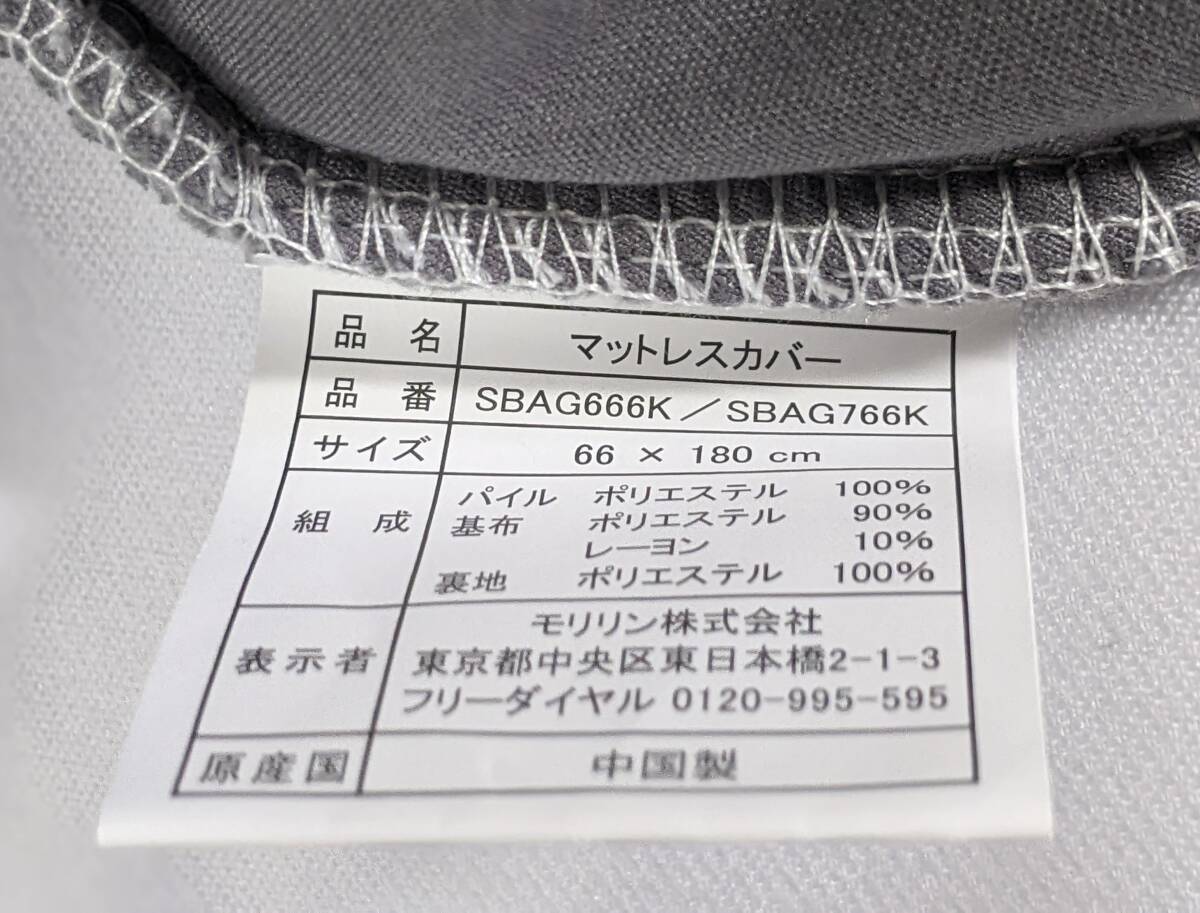 品名 マットレスカバー
品番 SBAG666K／SBAG766K
サイズ 66 × 180 cm
組成 パイル ポリエステル 100%
基布 ポリエステル 90%
レーヨン 10%
裏地 ポリエステル 100%
表示者 モリリン株式会社
東京都中央区東日本橋2-1-3
フリーダイヤル 0120-995-595
原産国 中国製